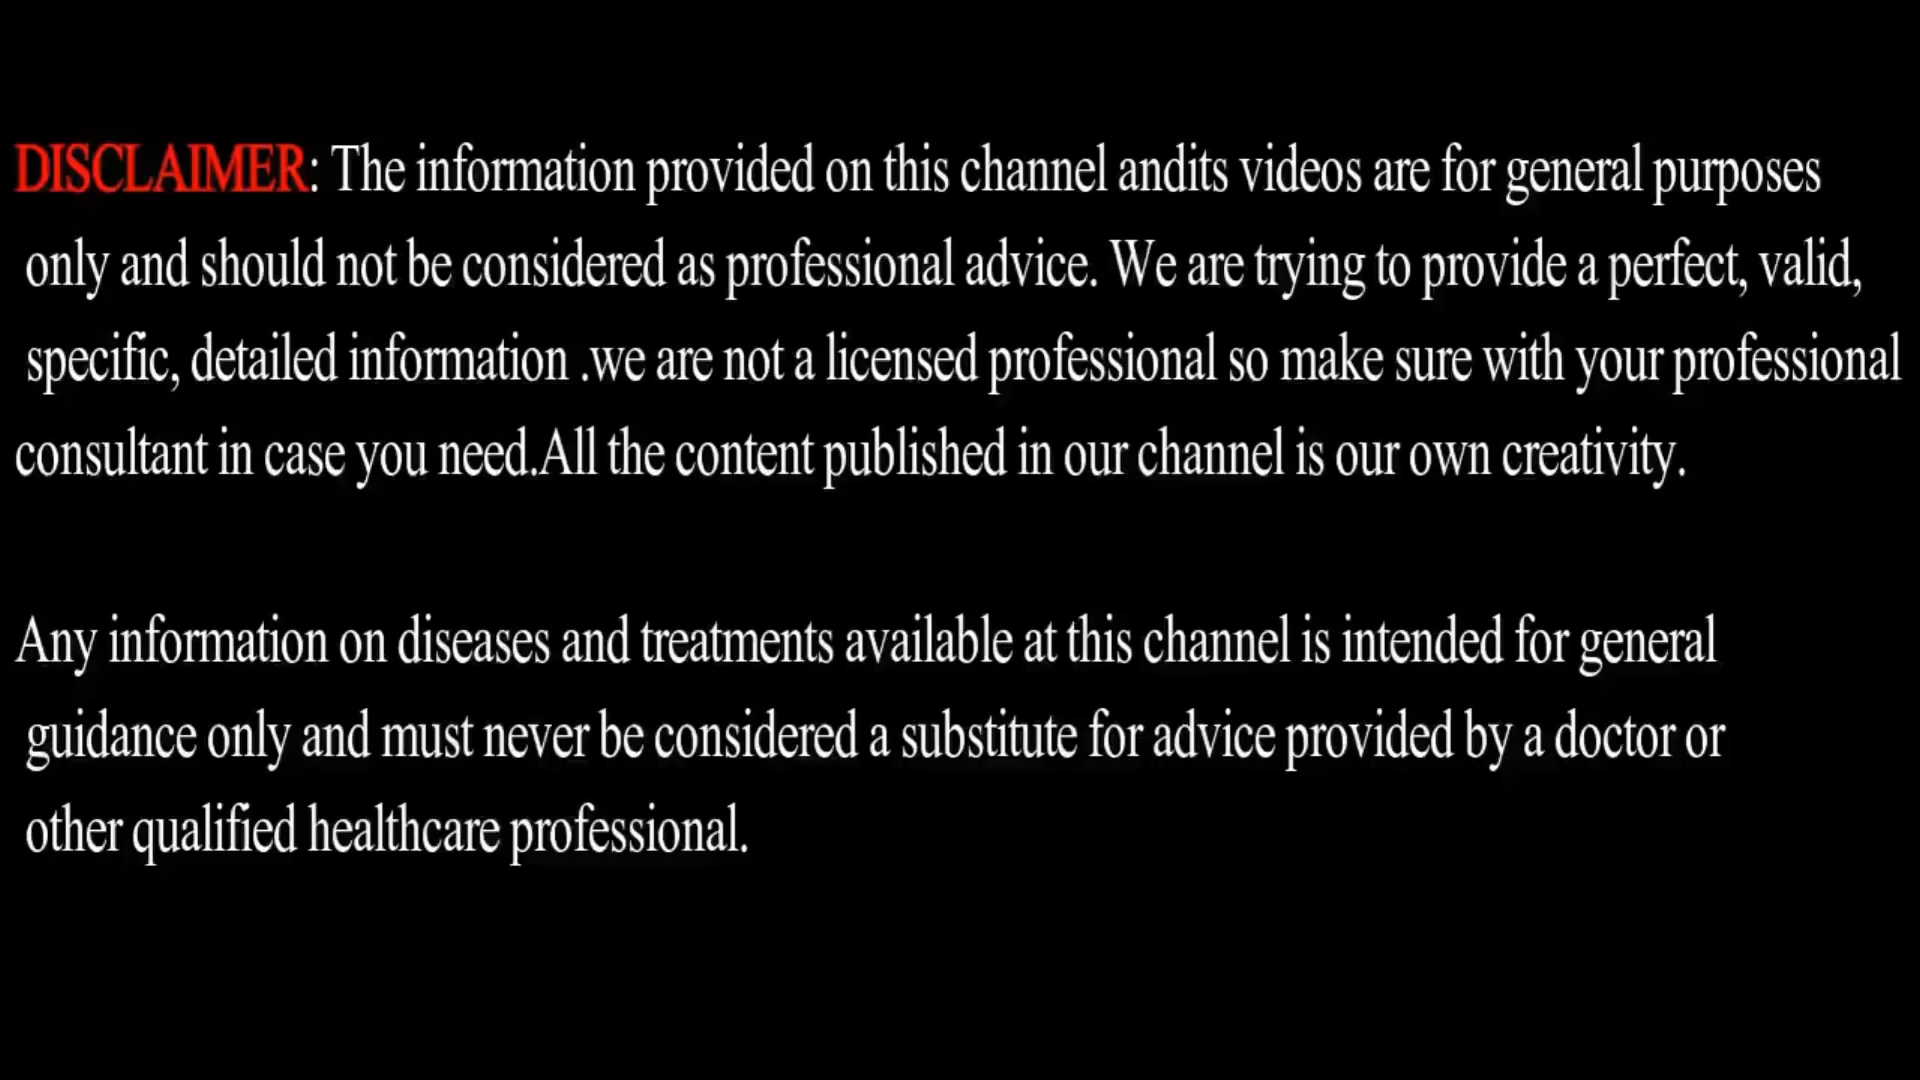 DISCLAIMER: The information provided on this channel andits videos are for general purposes
only and should not be considered as professional advice. We are trying to provide a perfect, valid,
specific, detailed information .we are not a licensed professional so make sure with your professional
consultant in case you need.All the content published in our channel is our own creativity.
Any information on diseases and treatments available at this channel is intended for general
guidance only and must never be considered a substitute for advice provided by a doctor or
other qualified healthcare professional.